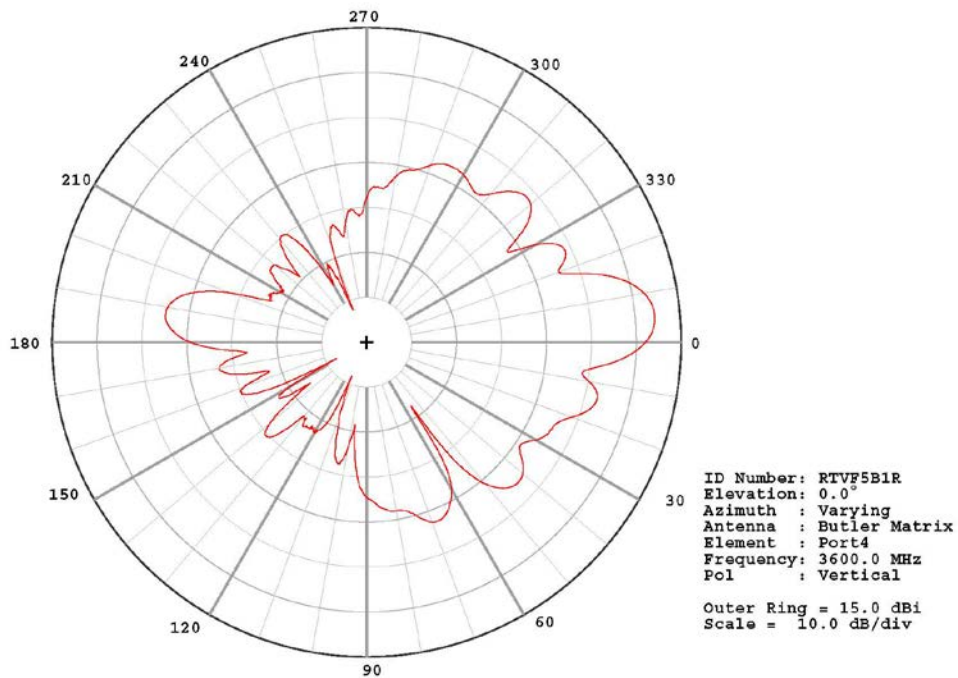 270
240
300
210
330
180
0
150
30
120
60
90
ID Number: RTVF5B1R
Elevation: 0.0°
Azimuth : Varying
Antenna : Butler Matrix
Element : Port4
Frequency: 3600.0 MHz
Pol : Vertical
Outer Ring = 15.0 dBi
Scale = 10.0 dB/div